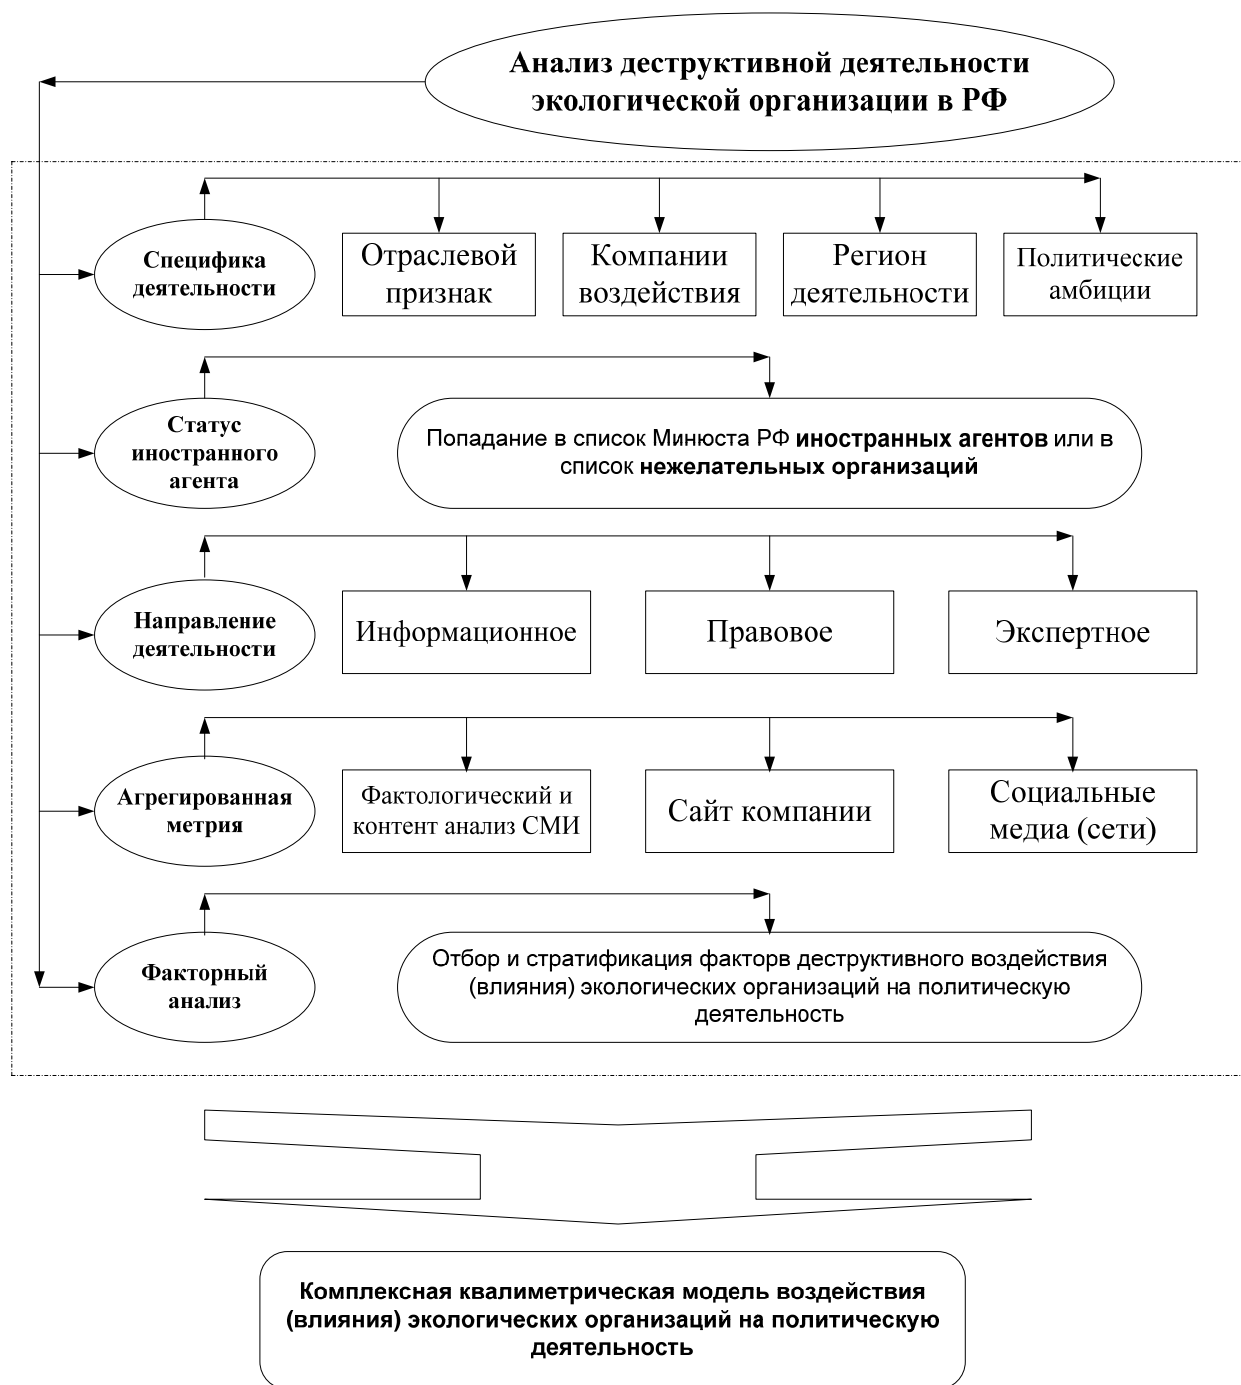 Анализ деструктивной деятельности
экологической организации в РФ
Специфика
деятельности
Отраслевой
признак
Компании
воздействия
Регион
деятельности
Политические
амбиции
Статус
иностранного
агента
Попадание в список Минюста РФ иностранных агентов или в
список нежелательных организаций
Направление
деятельности
Информационное
Правовое
Экспертное
Агрегированная
метрия
Фактологический и
контент анализ СМИ
Сайт компании
Социальные
медиа (сети)
Факторный
анализ
Отбор и стратификация факторв деструктивного воздействия
(влияния) экологических организаций на политическую
деятельность
Комплексная квалиметрическая модель воздействия
(влияния) экологических организаций на политическую
деятельность